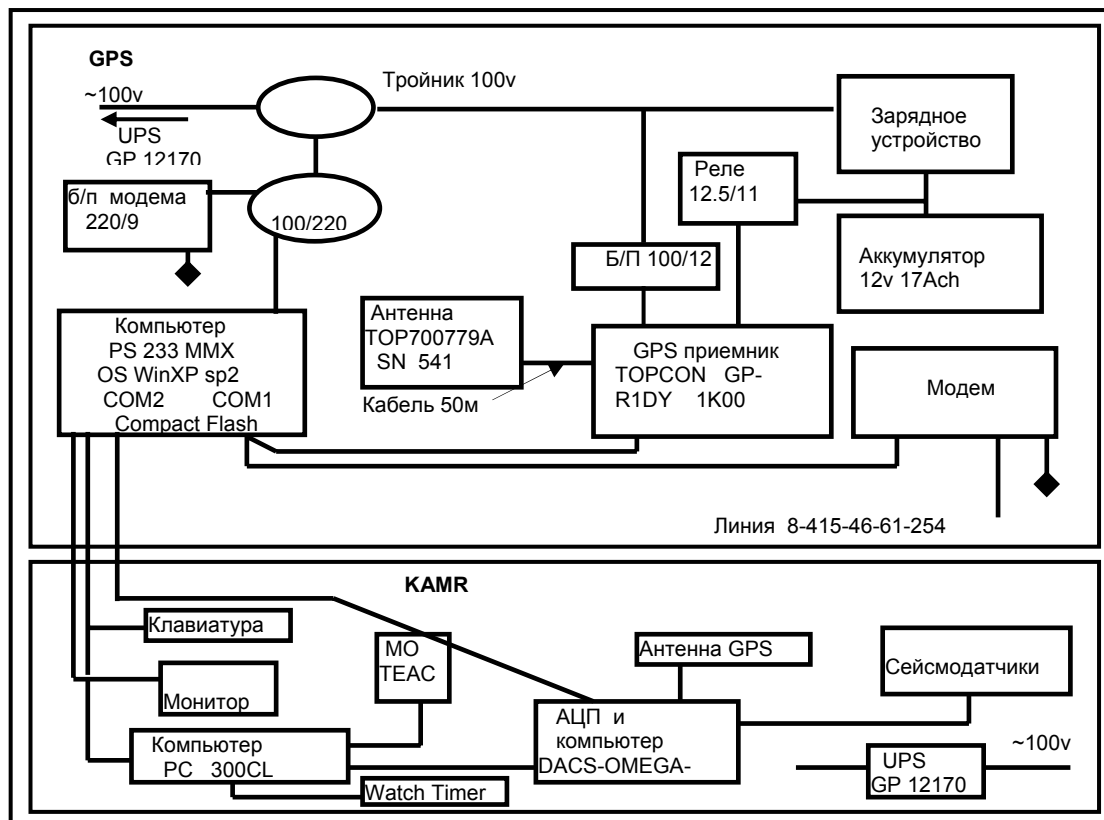 GPS
~100v
UPS
GP 12170
Тройник 100v
Зарядное
устройство
Реле
12.5/11
б/п модема
220/9
100/220
Б/П 100/12
Аккумулятор
12v 17Ach
Компьютер
PS 233 MMX
OS WinXP sp2
COM2 COM1
Compact Flash
Антенна
TOP700779A
SN 541
Кабель 50м
GPS приемник
TOPCON GP-
R1DY 1K00
Модем
Линия 8-415-46-61-254
KAMR
Клавиатура
Монитор
МО
TEAC
Антенна GPS
Сейсмодатчики
Компьютер
PC 300CL
Watch Timer
АЦП и
компьютер
DACS-OMEGA-
UPS
GP 12170
~100v